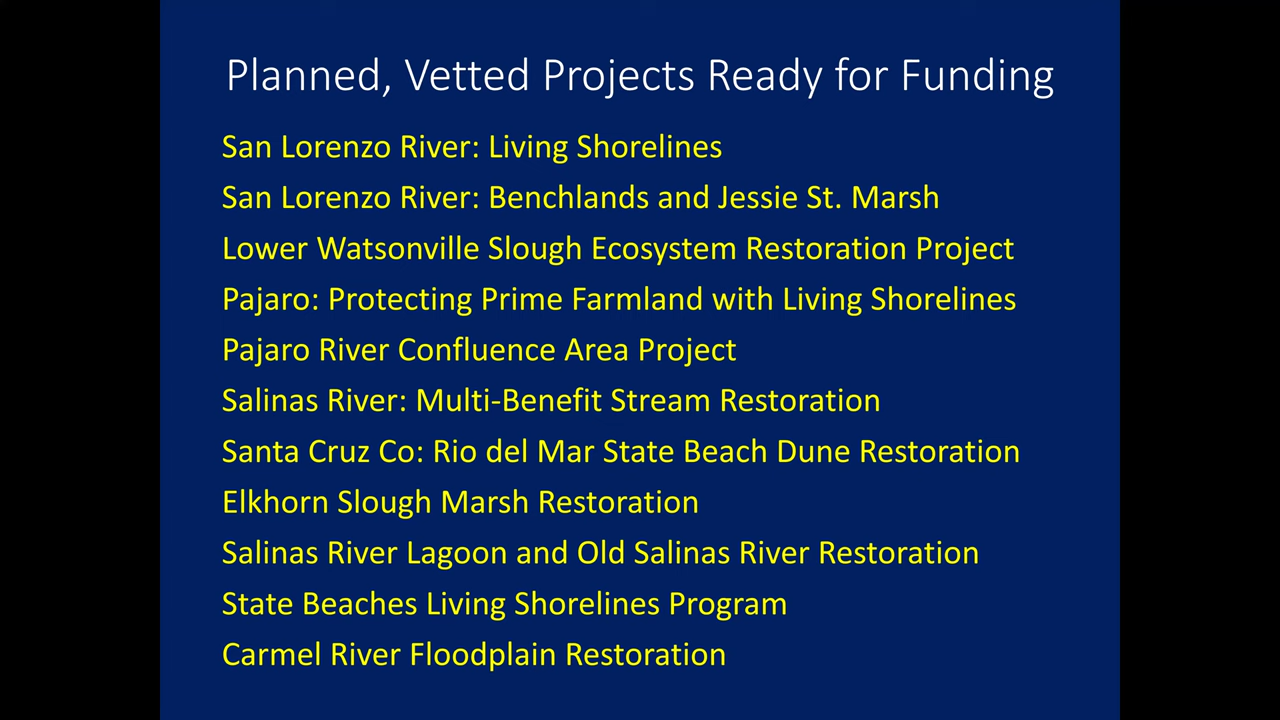 Planned, Vetted Projects Ready for Funding
San Lorenzo River: Living Shorelines
San Lorenzo River: Benchlands and Jessie St. Marsh
Lower Watsonville Slough Ecosystem Restoration Project
Pajaro: Protecting Prime Farmland with Living Shorelines
Pajaro River Confluence Area Project
Salinas River: Multi-Benefit Stream Restoration
Santa Cruz Co: Rio del Mar State Beach Dune Restoration
Elkhorn Slough Marsh Restoration
Salinas River Lagoon and Old Salinas River Restoration
State Beaches Living Shorelines Program
Carmel River Floodplain Restoration